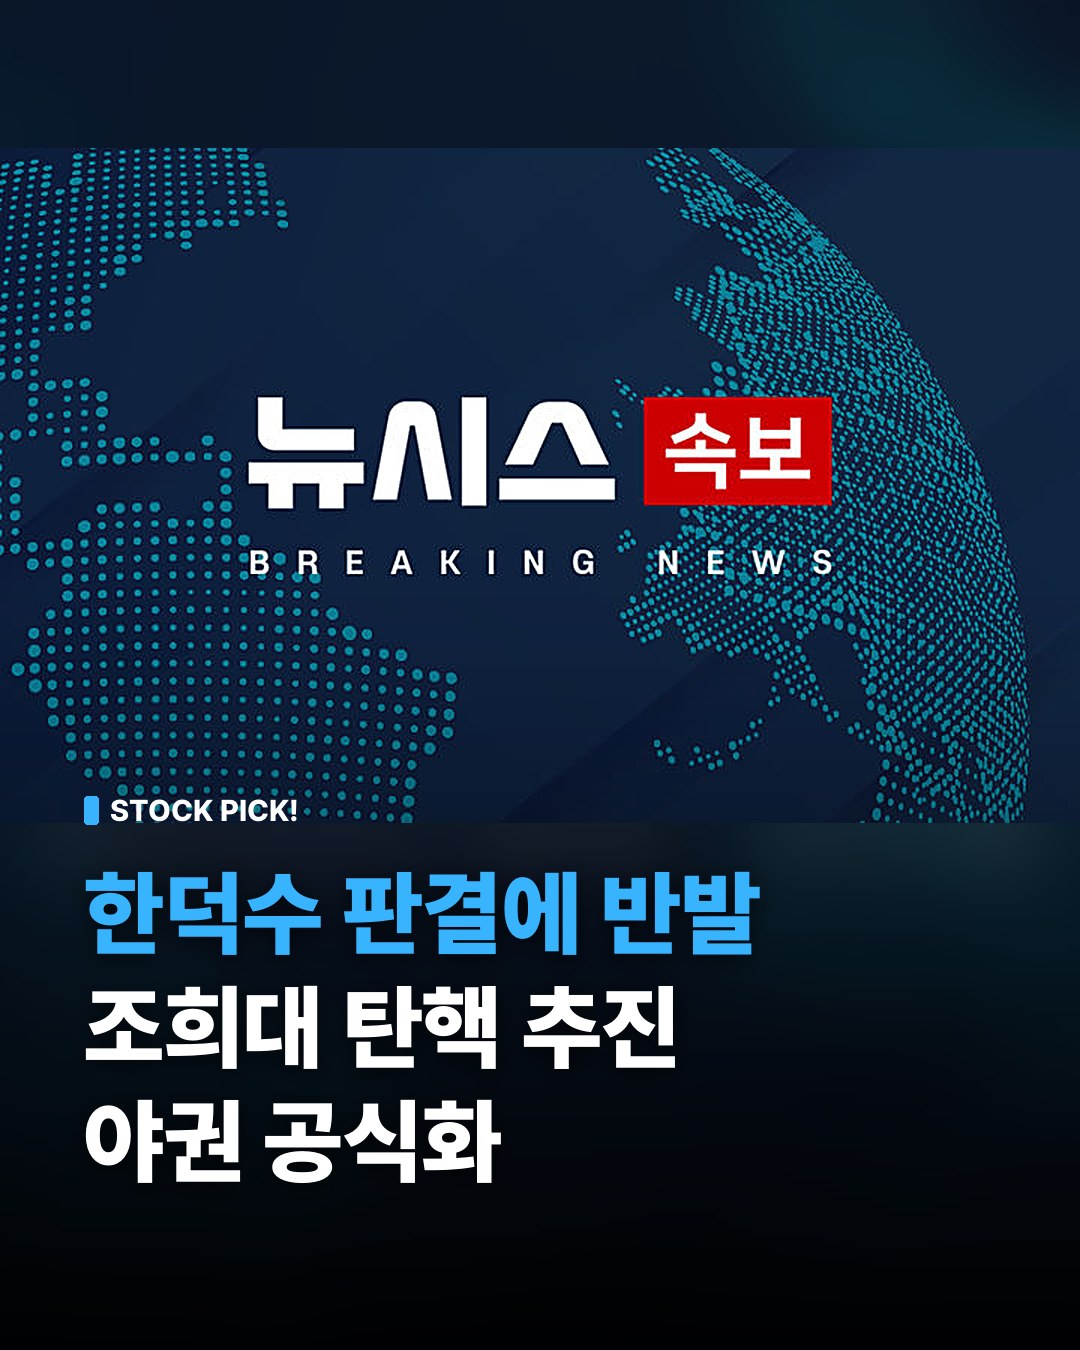 뉴시스 속보
BREAKING NEWS
STOCK PICK!
한덕수 판결에 반발
조희대 탄핵 추진
야권 공식화